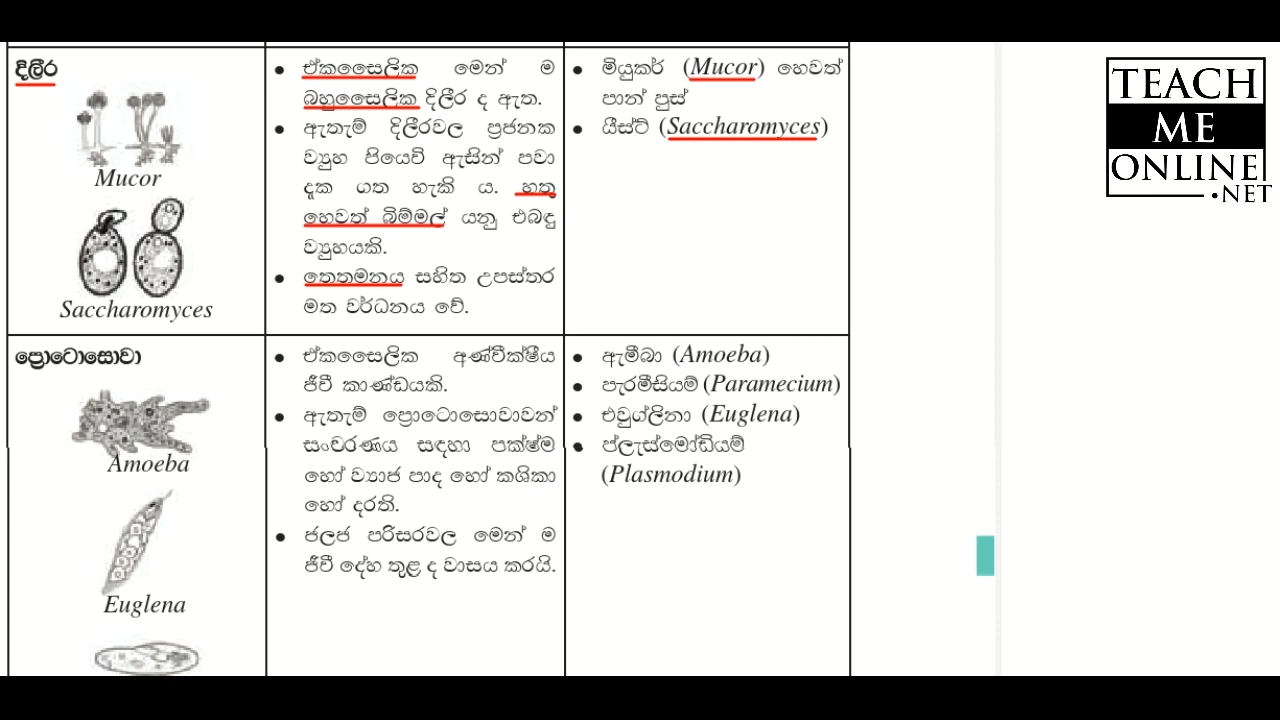 දිලීර
Mucor
Saccharomyces
• ඒකසෛලික මෙන් ම
බහුසෛලික දිලීර ද ඇත.
• ඇතැම් දිලීරවල ප්‍රජනක
ව්‍යුහ පියෙවි ඇසින් පවා
දැක ගත හැකි ය. හතු
හෙවත් බිම්මල් යනු එබඳු
ව්‍යුහයකි.
• තෙතමනය සහිත උපස්තර
මත වර්ධනය වේ.
• මියුකර් (Mucor) හෙවත්
පාන් පුස්
• යීස්ට් (Saccharomyces)
ප්‍රොටොසොවා
Amoeba
Euglena
• ඒකසෛලික අණ්වීක්ෂීය
ජීවී කාණ්ඩයකි.
• ඇතැම් ප්‍රොටොසොවාවන්
සංචරණය සඳහා පක්ෂ්ම
හෝ ව්‍යාජ පාද හෝ කශිකා
හෝ දරති.
• ජලජ පරිසරවල මෙන් ම
ජීවී දේහ තුළ ද වාසය කරයි.
• ඇමීබා (Amoeba)
• පැරමීසියම් (Paramecium)
• එවුග්ලිනා (Euglena)
• ප්ලැස්මෝඩියම්
(Plasmodium)
TEACH
ME
ONLINE
.NET